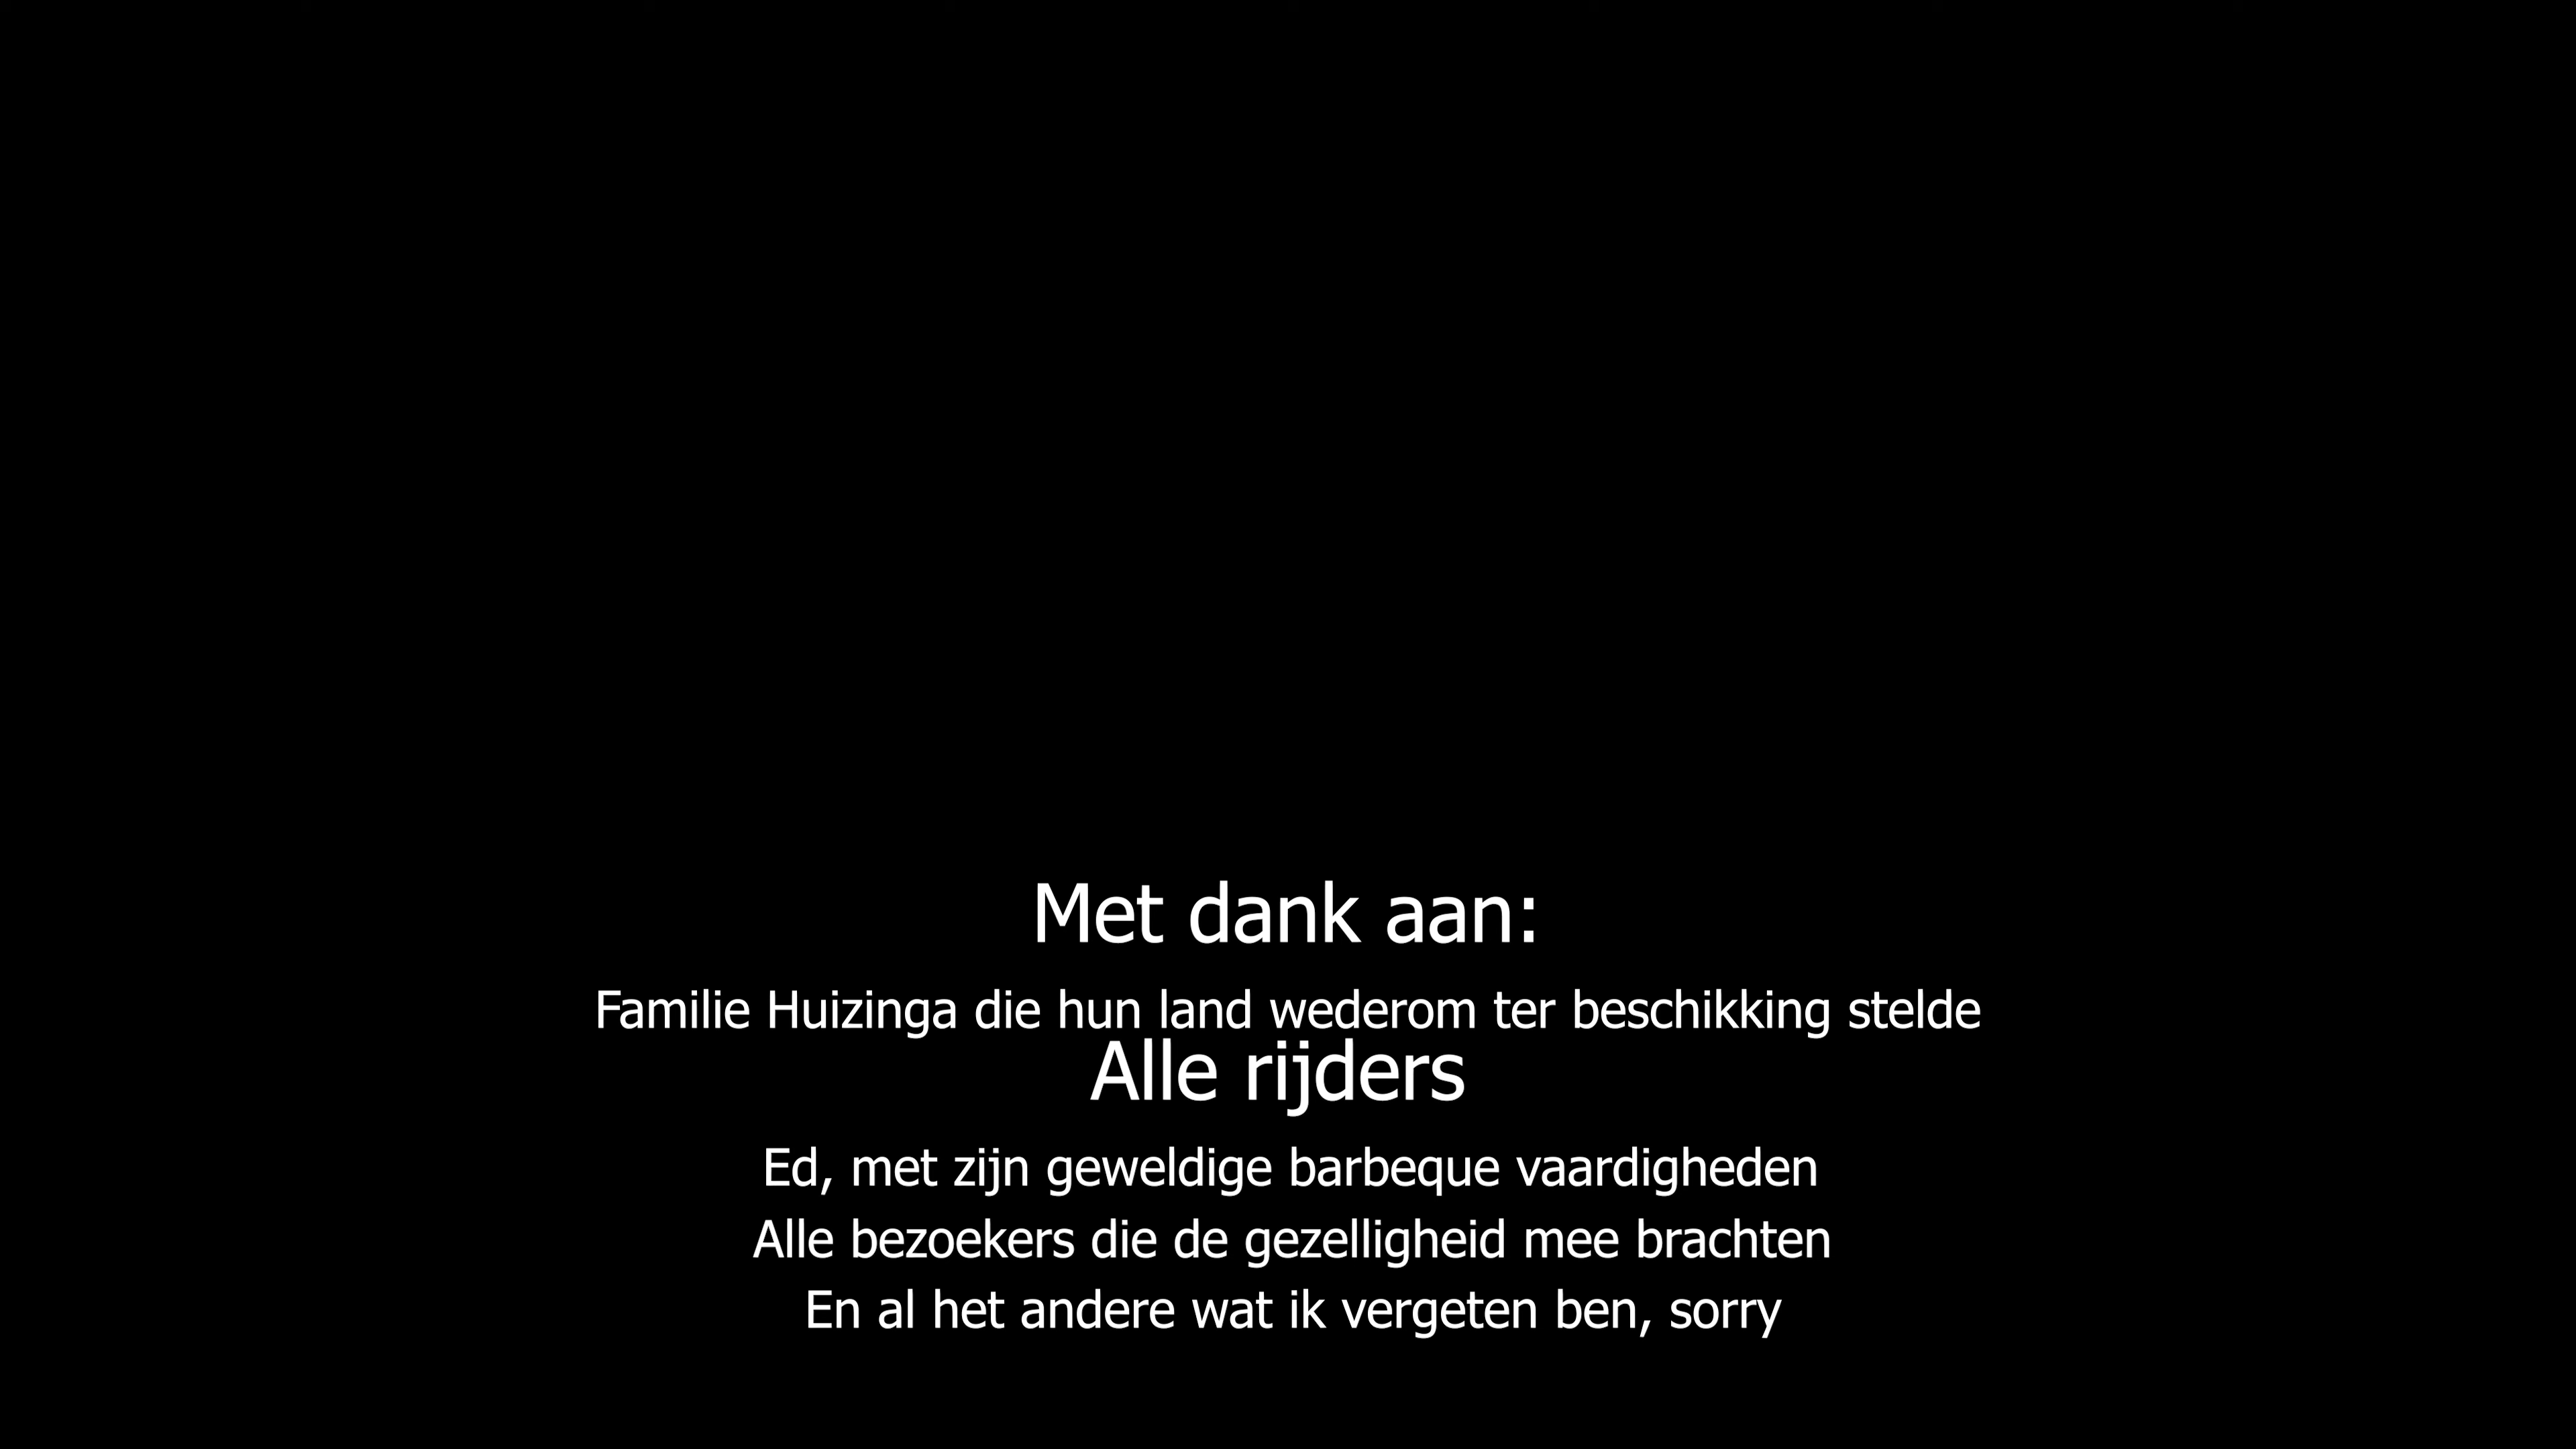 Met dank aan:
Familie Huizinga die hun land wederom ter beschikking stelde
Alle rijders
Ed, met zijn geweldige barbeque vaardigheden
Alle bezoekers die de gezelligheid mee brachten
En al het andere wat ik vergeten ben, sorry